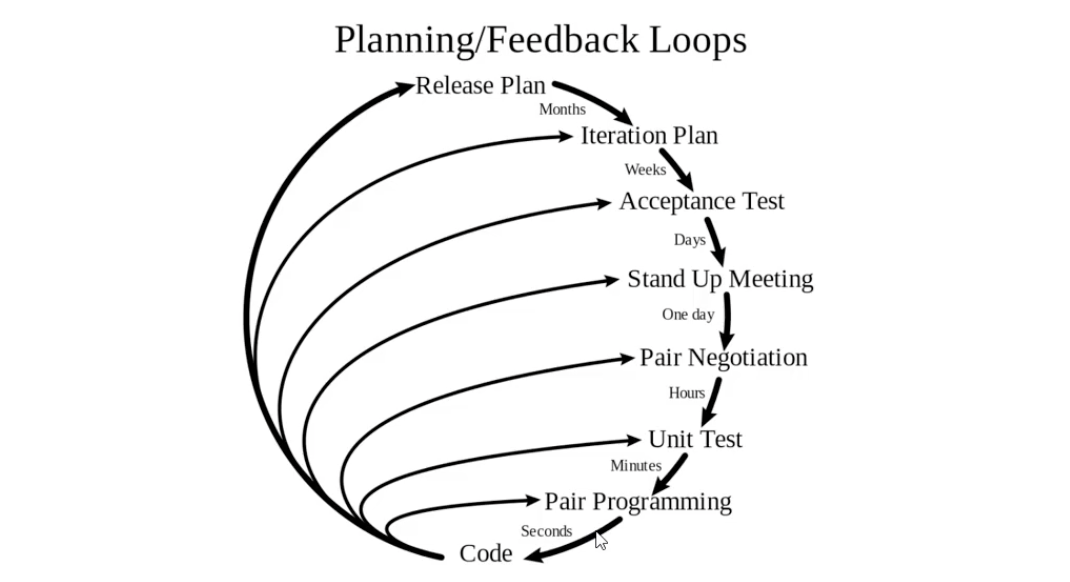 Planning/Feedback Loops
Release Plan
Months
Iteration Plan
Weeks
Acceptance Test
Days
Stand Up Meeting
One day
Pair Negotiation
Hours
Unit Test
Minutes
Pair Programming
Seconds
Code